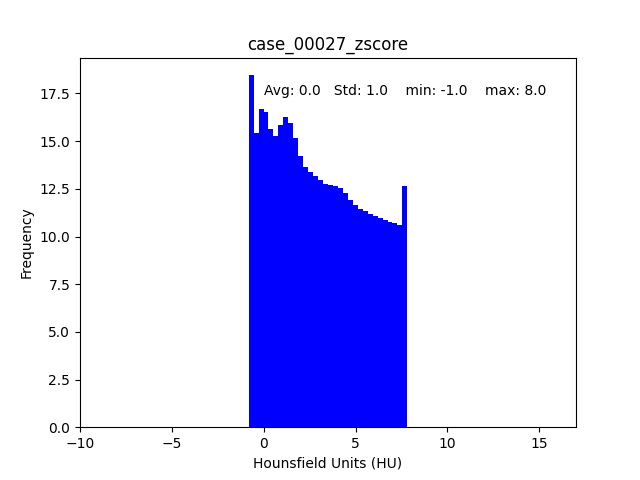 case_00027_zscore
Avg: 0.0 Std: 1.0 min: -1.0 max: 8.0
17.5
15.0
12.5
10.0
7.5
5.0
2.5
0.0
Frequency
−10 −5 0 5 10 15
Hounsfield Units (HU)